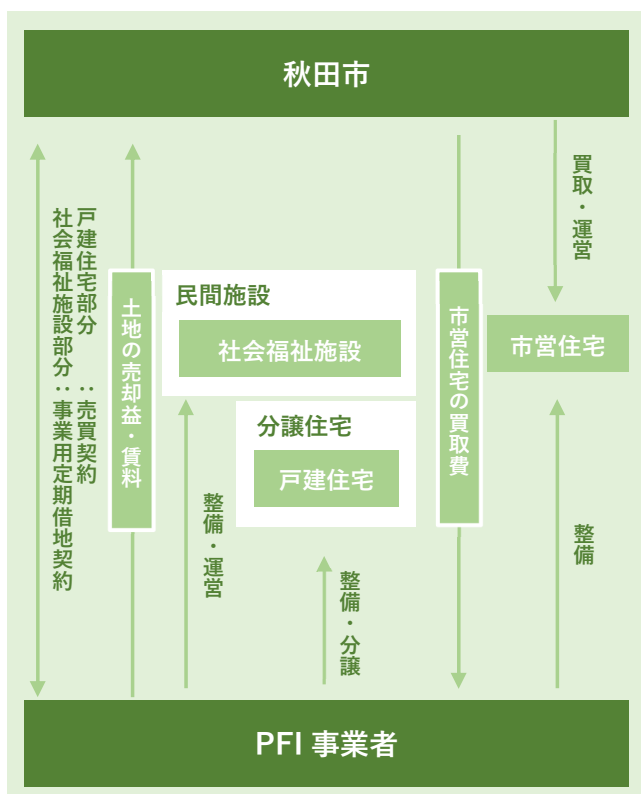 秋田市
戸建住宅部分　：売買契約
社会福祉施設部分：事業用定期借地契約
土地の売却益・賃料
民間施設
社会福祉施設
整備・運営
分譲住宅
戸建住宅
整備・分譲
市営住宅の買取費
買取・運営
市営住宅
整備
PFI 事業者